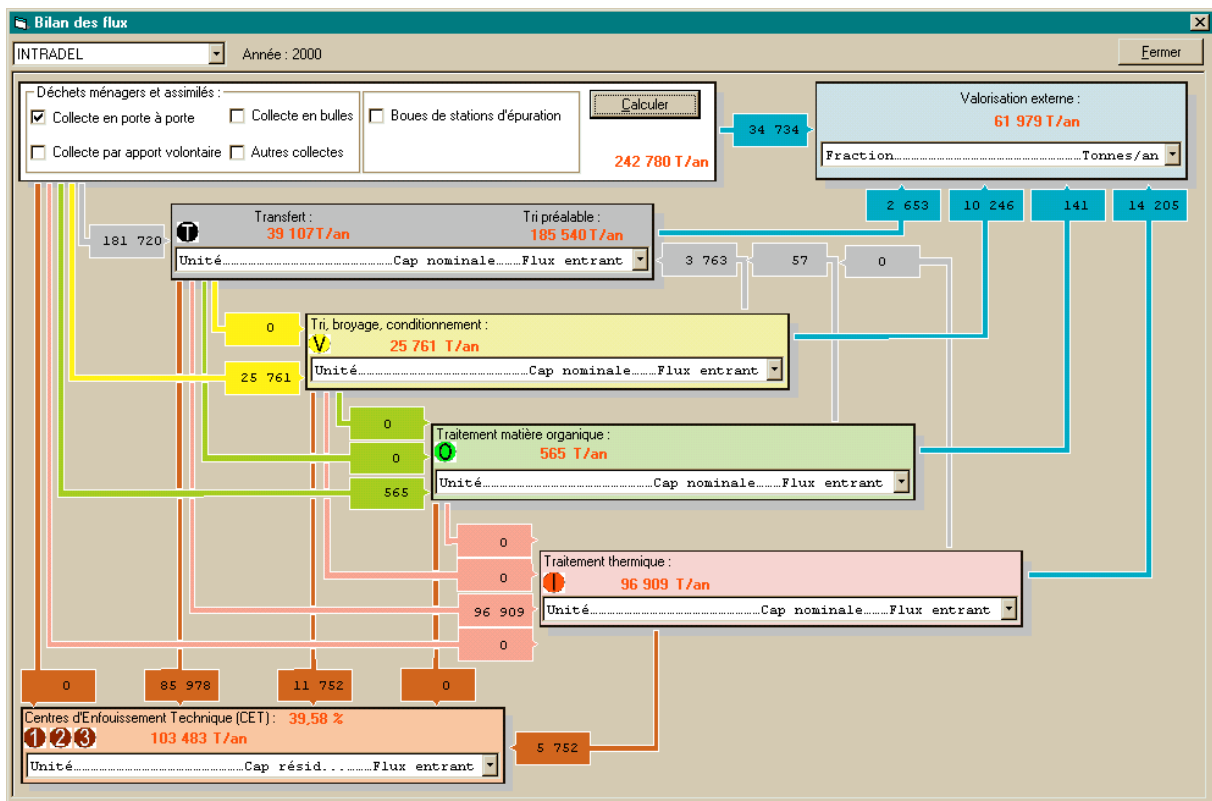 Bilan des flux
INTRADEL Année : 2000 Fermer
Déchets ménagers et assimilés :
Collecte en porte à porte Collecte en bulles Boues de stations d'épuration Calculer
Collecte par apport volontaire Autres collectes
242 780 T/an
34 734
Valorisation externe :
61 979 T/an
Fraction......Tonnes/an
2 653 10 246 141 14 205
181 720
T
Transfert : Tri préalable :
39 107T/an 185 540T/an
Unité......Cap nominale......Flux entrant
3 763 57 0
0
25 761
Tri, broyage, conditionnement :
V 25 761 T/an
Unité......Cap nominale......Flux entrant
0
0
565
Traitement matière organique :
O 565 T/an
Unité......Cap nominale......Flux entrant
0
0
96 909
0
Traitement thermique :
I 96 909 T/an
Unité......Cap nominale......Flux entrant
0 85 978 11 752 0
Centres d'Enfouissement Technique (CET) : 39,58 %
1 2 3 103 483 T/an
Unité......Cap résid......Flux entrant
5 752